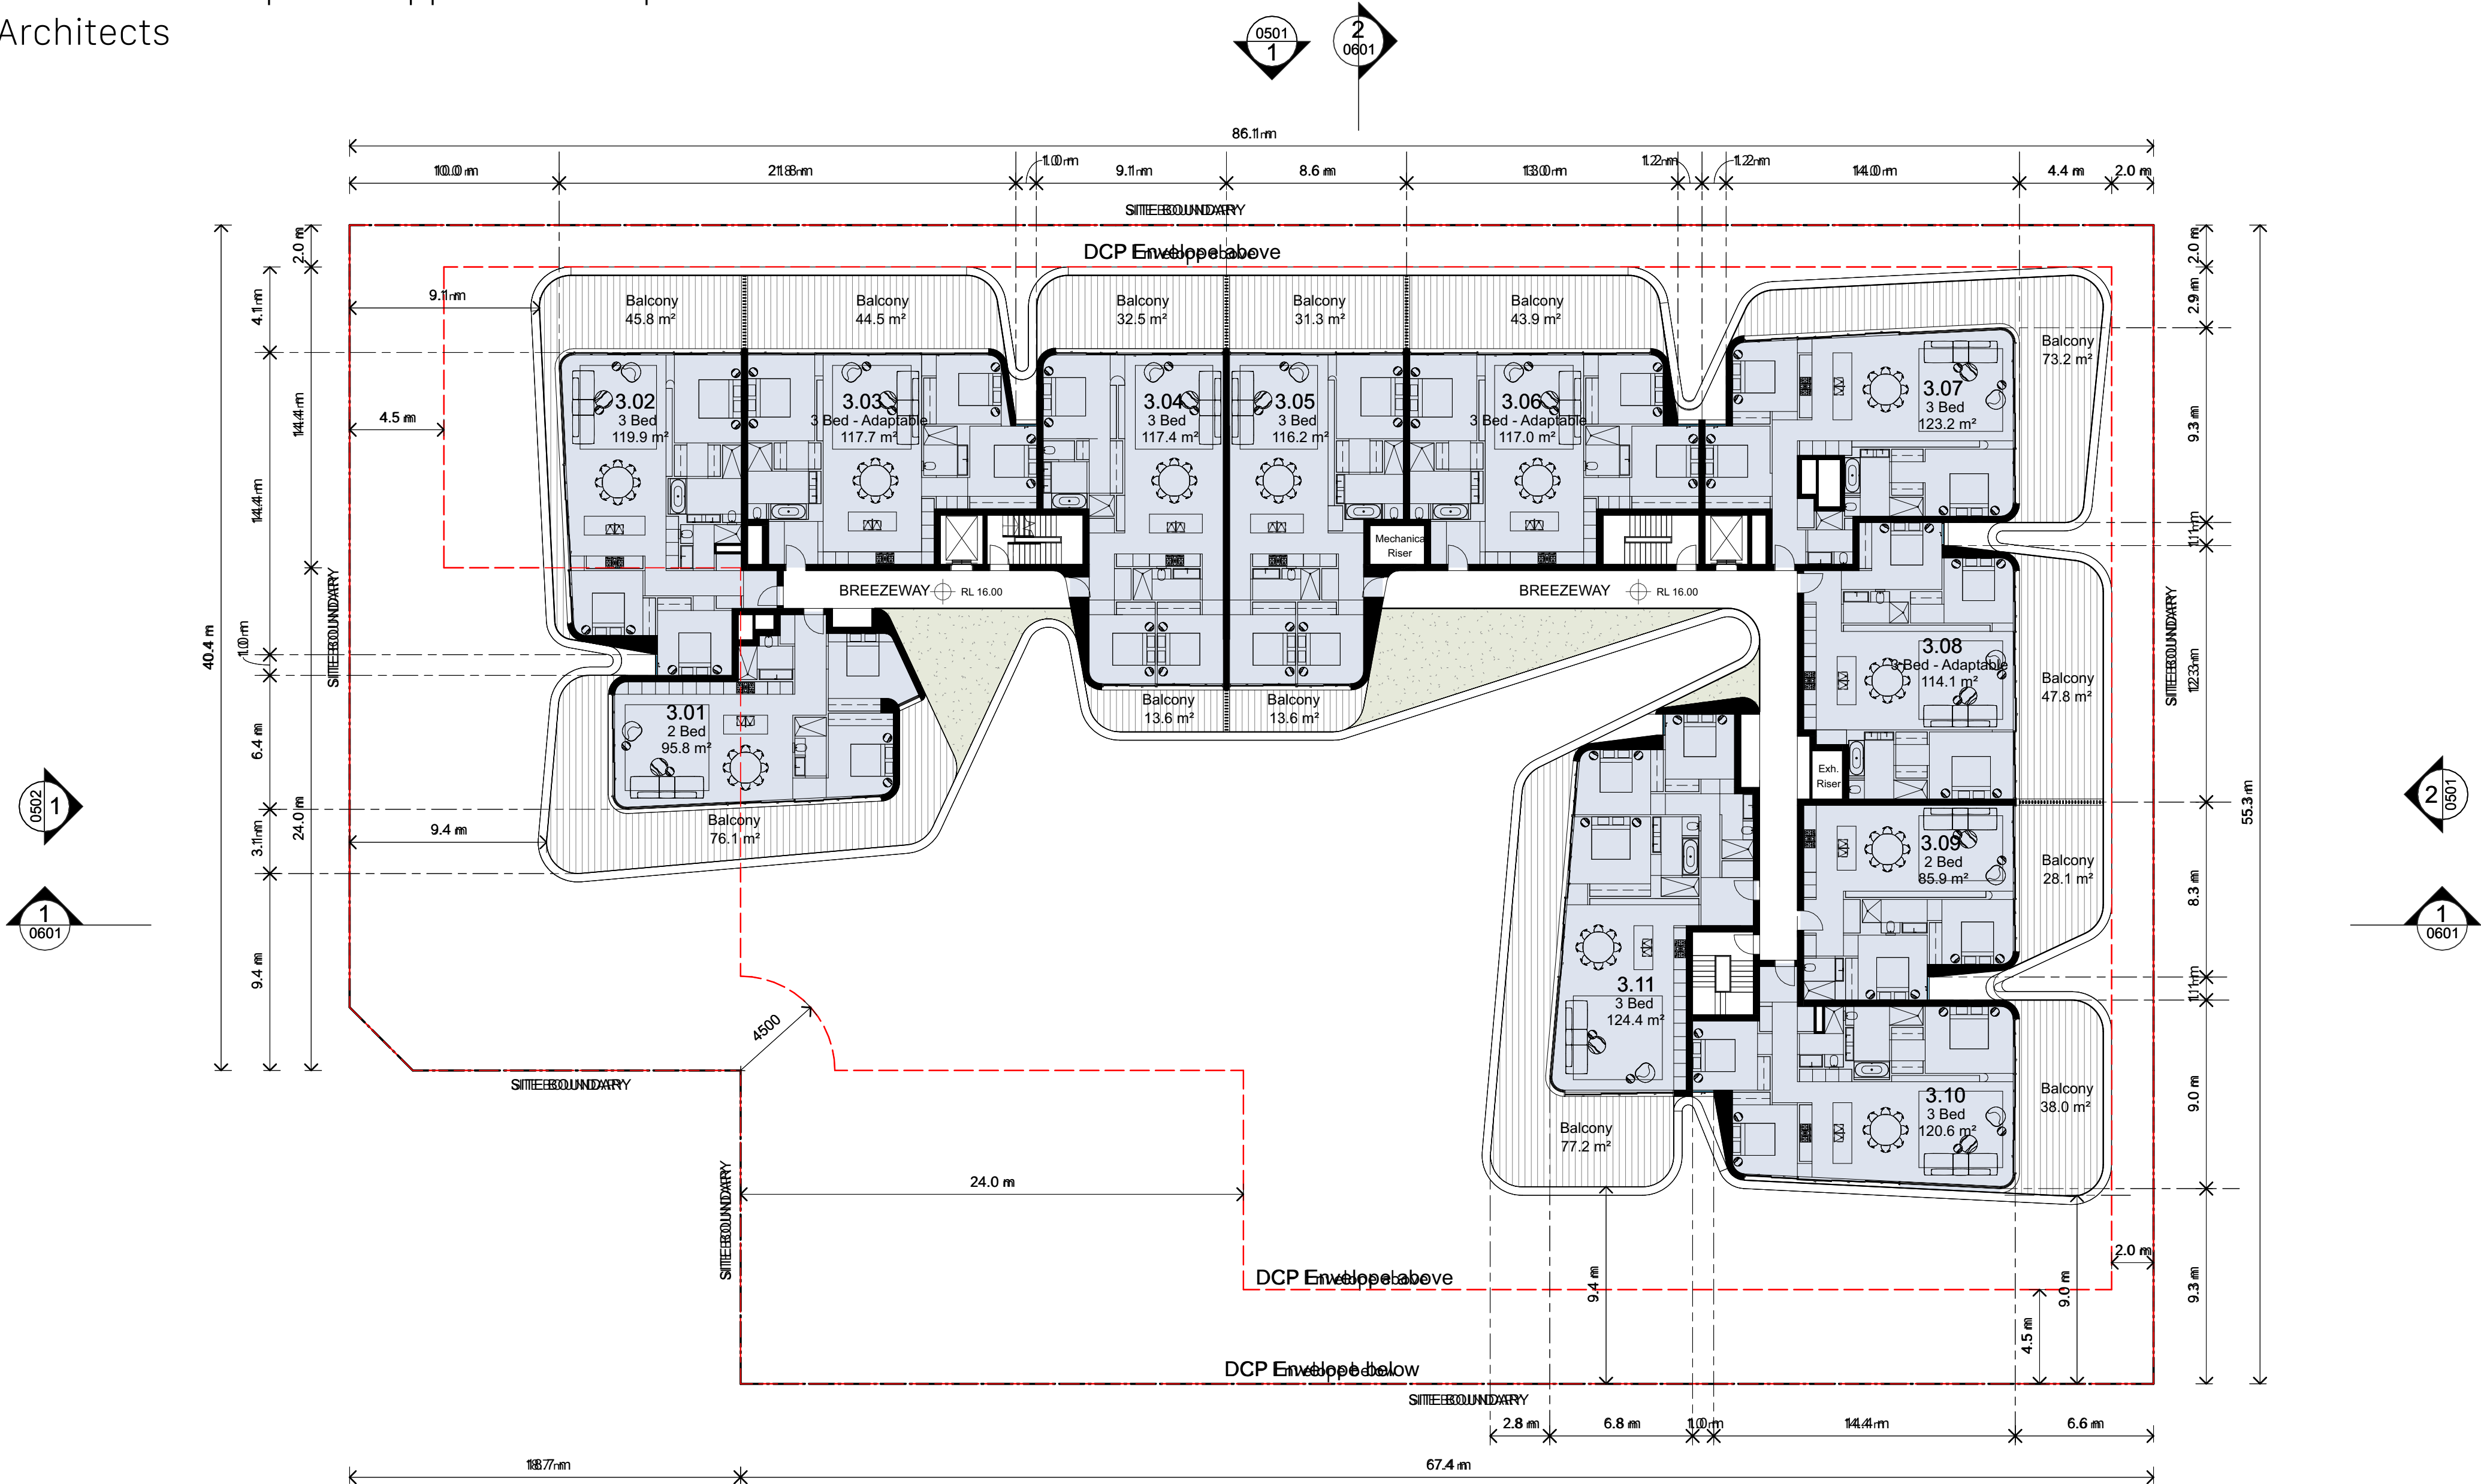 Architects
0501
1
2
0601
86.1 m
10.0 m
21.8 m
1.0 m
9.1 m
8.6 m
13.0 m
1.2 m
1.2 m
14.0 m
4.4 m
2.0 m
SITE BOUNDARY
DCP Envelope above
2.0 m
4.1 m
14.4 m
14.4 m
40.4 m
1.0 m
6.4 m
3.1 m
24.0 m
9.4 m
SITE BOUNDARY
9.1 m
4.5 m
9.4 m
Balcony
45.8 m²
Balcony
44.5 m²
Balcony
32.5 m²
Balcony
31.3 m²
Balcony
43.9 m²
Balcony
73.2 m²
3.02
3 Bed
119.9 m²
3.03
3 Bed - Adaptable
117.7 m²
3.04
3 Bed
117.4 m²
3.05
3 Bed
116.2 m²
3.06
3 Bed - Adaptable
117.0 m²
3.07
3 Bed
123.2 m²
Mechanica
Riser
BREEZEWAY
RL 16.00
BREEZEWAY
RL 16.00
3.08
3 Bed - Adaptable
114.1 m²
Balcony
47.8 m²
Balcony
13.6 m²
Balcony
13.6 m²
3.01
2 Bed
95.8 m²
Balcony
76.1 m²
Exh.
Riser
3.09
2 Bed
85.9 m²
Balcony
28.1 m²
3.11
3 Bed
124.4 m²
3.10
3 Bed
120.6 m²
Balcony
38.0 m²
Balcony
77.2 m²
2.0 m
2.9 m
9.3 m
1.1 m
12.3 m
8.3 m
1.1 m
9.0 m
9.3 m
55.3 m
SITE BOUNDARY
0502
1
1
0601
2
0501
1
0601
4500
SITE BOUNDARY
SITE BOUNDARY
24.0 m
DCP Envelope above
9.4 m
9.0 m
4.5 m
2.0 m
DCP Envelope below
SITE BOUNDARY
2.8 m
6.8 m
1.0 m
14.4 m
6.6 m
18.7 m
67.4 m